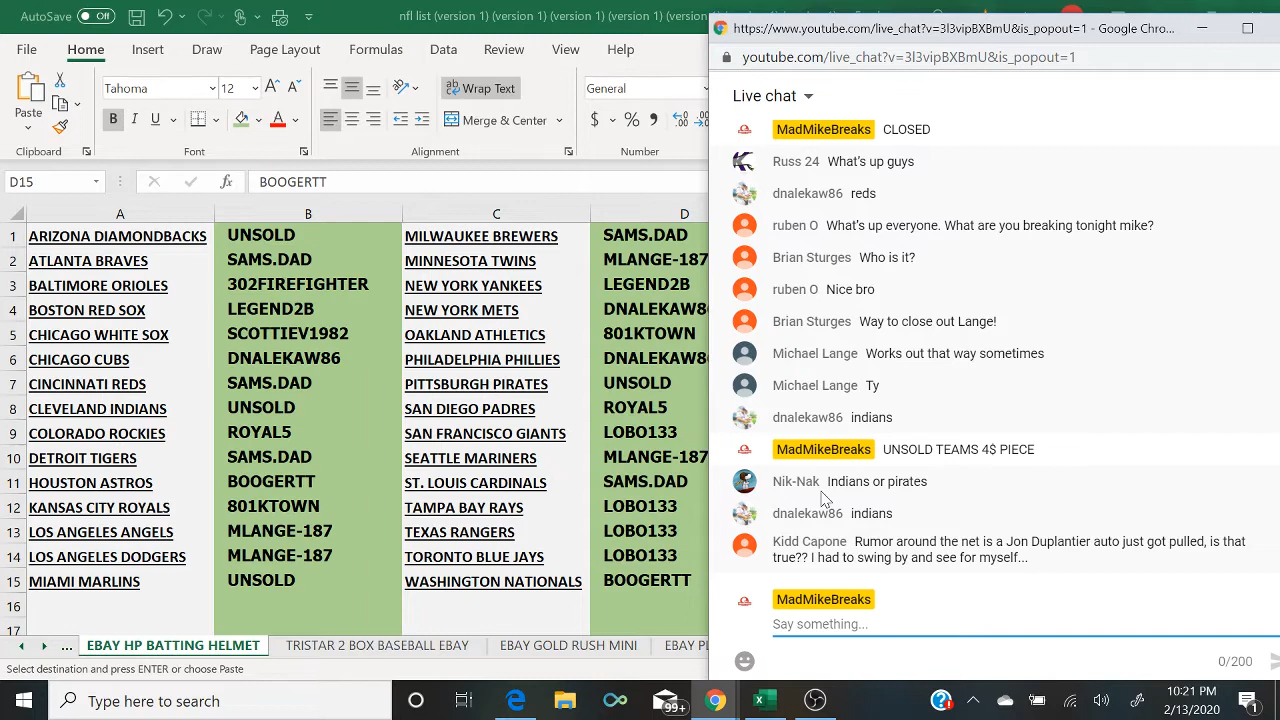 AutoSave Off
nfl list (version 1) (version 1) (version 1) (version 1)
https://www.youtube.com/live_chat?v=3l3vipBXBmU&is_popout=1 - Google Chro...
youtube.com/live_chat?v=3l3vipBXBmU&is_popout=1
File Home Insert Draw Page Layout Formulas Data Review View Help
Paste
Tahoma 12
B I U
Wrap Text
Merge & Center
General
$ %
Clipboard Font Alignment Number
D15 fx BOOGERTT
A B C D
1 ARIZONA DIAMONDBACKS UNSOLD MILWAUKEE BREWERS SAMS.DAD
2 ATLANTA BRAVES SAMS.DAD MINNESOTA TWINS MLANGE-187
3 BALTIMORE ORIOLES 302FIREFIGHTER NEW YORK YANKEES LEGEND2B
4 BOSTON RED SOX LEGEND2B NEW YORK METS DNALEKAW86
5 CHICAGO WHITE SOX SCOTTIEV1982 OAKLAND ATHLETICS 801KTOWN
6 CHICAGO CUBS DNALEKAW86 PHILADELPHIA PHILLIES DNALEKAW86
7 CINCINNATI REDS SAMS.DAD PITTSBURGH PIRATES UNSOLD
8 CLEVELAND INDIANS UNSOLD SAN DIEGO PADRES ROYAL5
9 COLORADO ROCKIES ROYAL5 SAN FRANCISCO GIANTS LOBO133
10 DETROIT TIGERS SAMS.DAD SEATTLE MARINERS MLANGE-187
11 HOUSTON ASTROS BOOGERTT ST. LOUIS CARDINALS SAMS.DAD
12 KANSAS CITY ROYALS 801KTOWN TAMPA BAY RAYS LOBO133
13 LOS ANGELES ANGELS MLANGE-187 TEXAS RANGERS LOBO133
14 LOS ANGELES DODGERS MLANGE-187 TORONTO BLUE JAYS LOBO133
15 MIAMI MARLINS UNSOLD WASHINGTON NATIONALS BOOGERTT
16
17
... EBAY HP BATTING HELMET TRISTAR 2 BOX BASEBALL EBAY EBAY GOLD RUSH MINI EBAY PL
Select destination and press ENTER or choose Paste
Live chat
MadMikeBreaks CLOSED
Russ 24 What's up guys
dnalekaw86 reds
ruben O What's up everyone. What are you breaking tonight mike?
Brian Sturges Who is it?
ruben O Nice bro
Brian Sturges Way to close out Lange!
Michael Lange Works out that way sometimes
Michael Lange Ty
dnalekaw86 indians
MadMikeBreaks UNSOLD TEAMS 4$ PIECE
Nik-Nak Indians or pirates
dnalekaw86 indians
Kidd Capone Rumor around the net is a Jon Duplantier auto just got pulled, is that
true?? I had to swing by and see for myself...
MadMikeBreaks
Say something...
0/200
Type here to search
99+
10:21 PM
2/13/2020
1